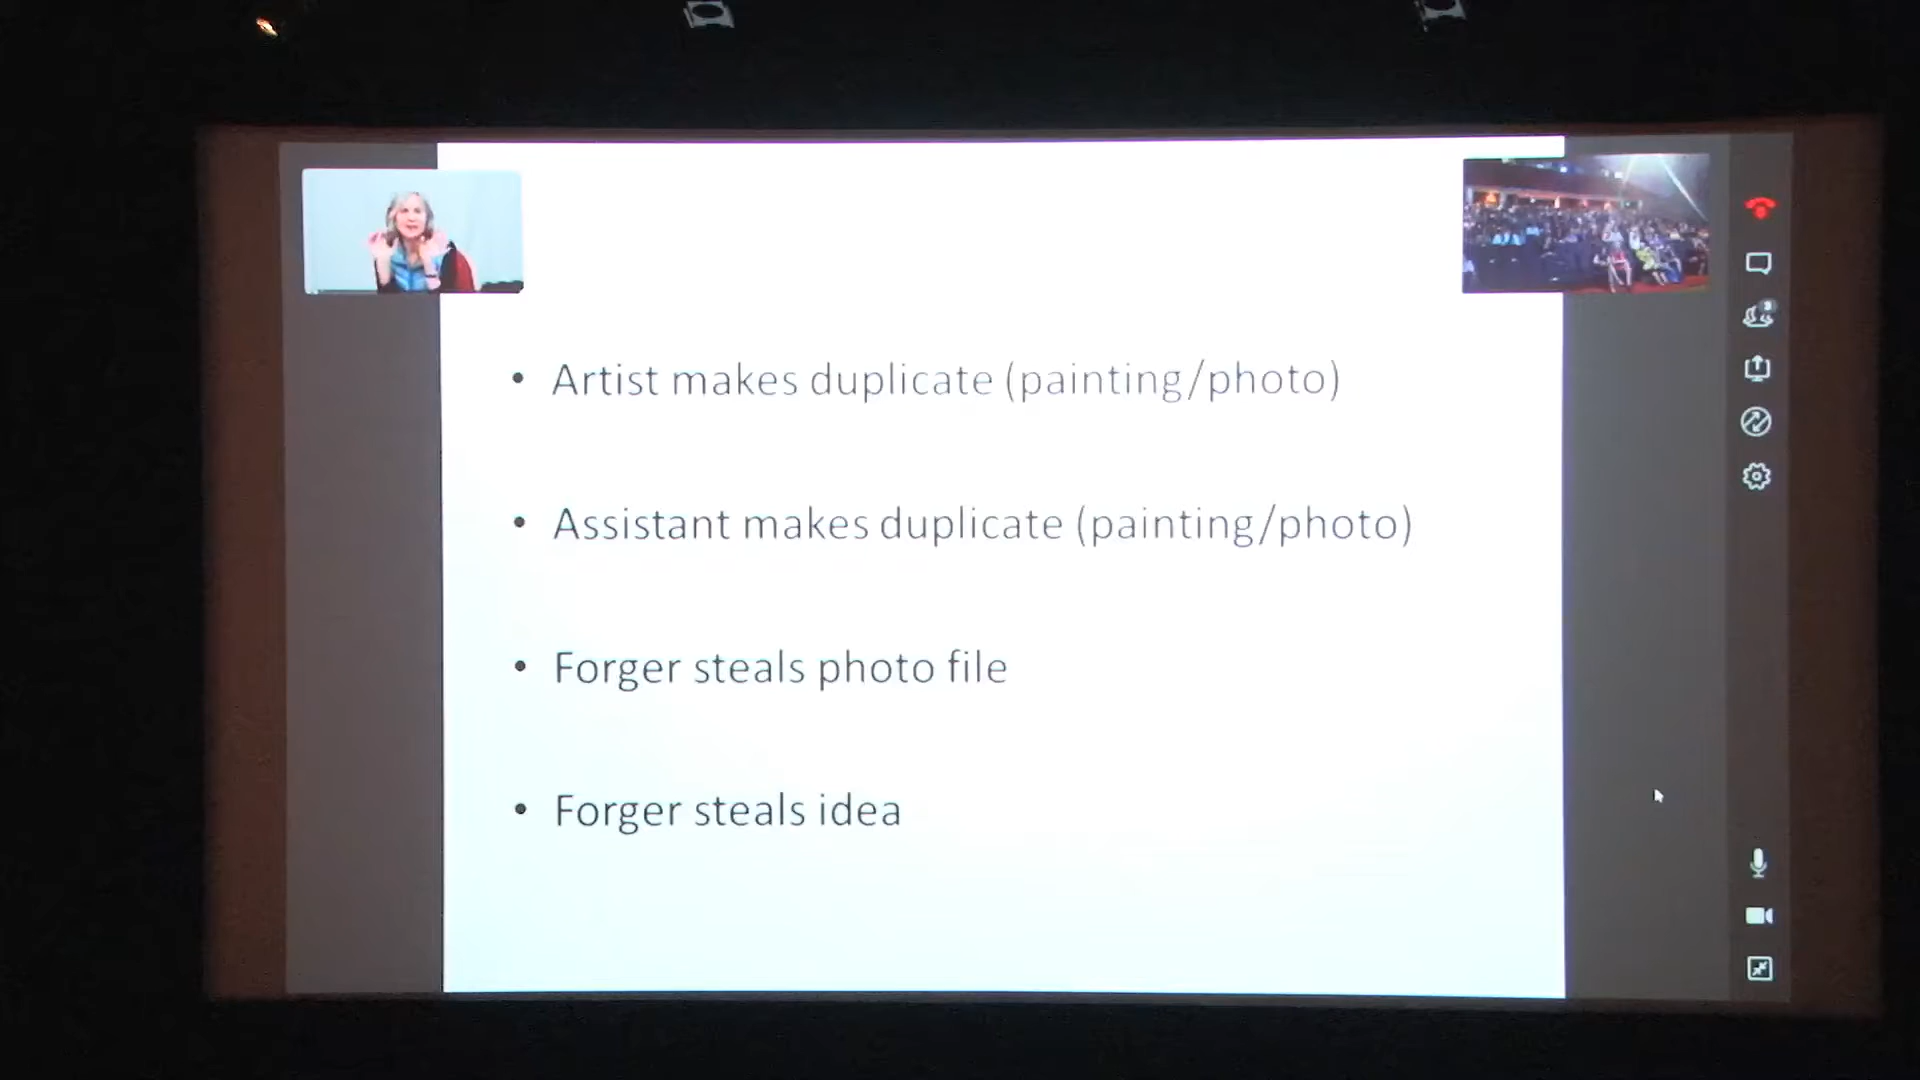 • Artist makes duplicate (painting/photo)
• Assistant makes duplicate (painting/photo)
• Forger steals photo file
• Forger steals idea